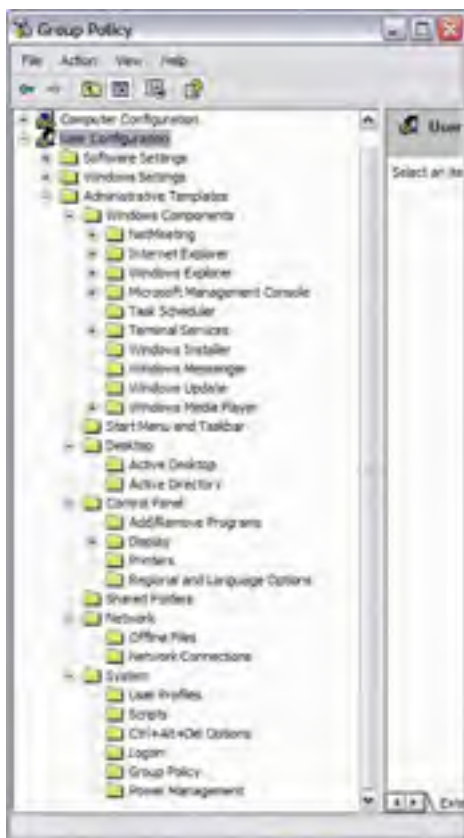 Group Policy
File Action View Help
Computer Configuration
User Configuration
Software Settings
Windows Settings
Administrative Templates
Windows Components
NetMeeting
Internet Explorer
Windows Explorer
Microsoft Management Console
Task Scheduler
Terminal Services
Windows Installer
Windows Messenger
Windows Update
Windows Media Player
Start Menu and Taskbar
Desktop
Active Desktop
Active Directory
Control Panel
Add/Remove Programs
Display
Printers
Regional and Language Options
Shared Folders
Network
Offline Files
Network Connections
System
User Profiles
Scripts
Ctrl+Alt+Del Options
Logon
Group Policy
Power Management
User
Select an ite
Exte